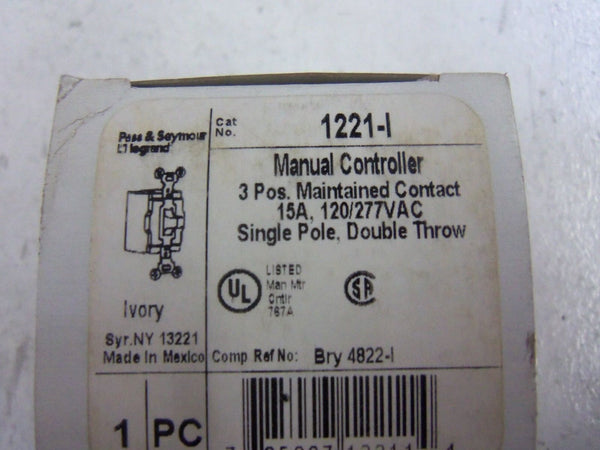 Pass & Seymour
Legrand
Cat
No.
1221-I
Manual Controller
3 Pos. Maintained Contact
15A, 120/277VAC
Single Pole, Double Throw
UL
LISTED
Man Mtr
Cntlr
767A
SA
Ivory
Syr.NY 13221
Made In Mexico
Comp Ref No: Bry 4822-I
1 PC